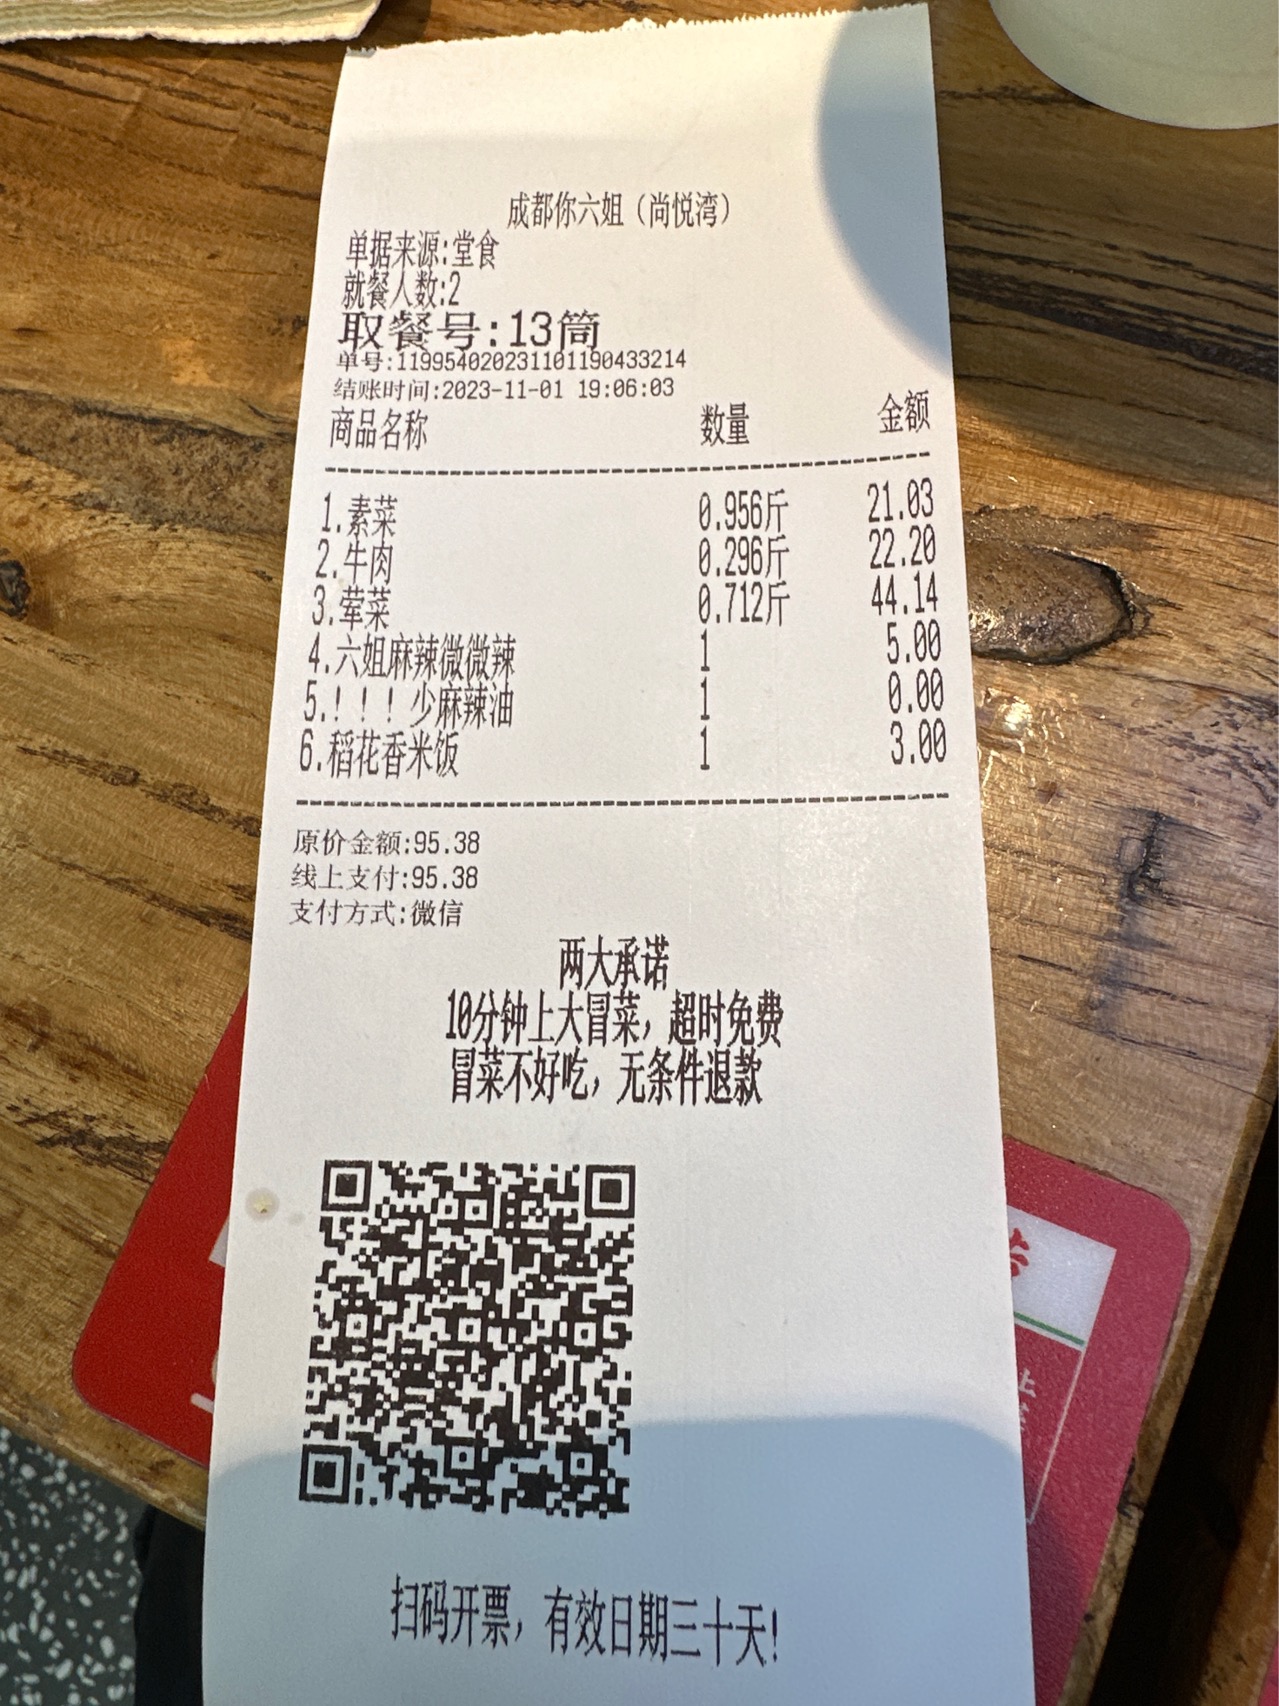 成都你六姐（尚悦湾）
单据来源:堂食
就餐人数:2
取餐号:13筒
单号:119954020231101190433214
结账时间:2023-11-01 19:06:03
商品名称 数量 金额
1.素菜 0.956斤 21.03
2.牛肉 0.296斤 22.20
3.荤菜 0.712斤 44.14
4.六姐麻辣微微辣 1 5.00
5.！！！少麻辣油 1 0.00
6.稻花香米饭 1 3.00
原价金额:95.38
线上支付:95.38
支付方式:微信
两大承诺
10分钟上大冒菜，超时免费
冒菜不好吃，无条件退款
扫码开票，有效日期三十天!